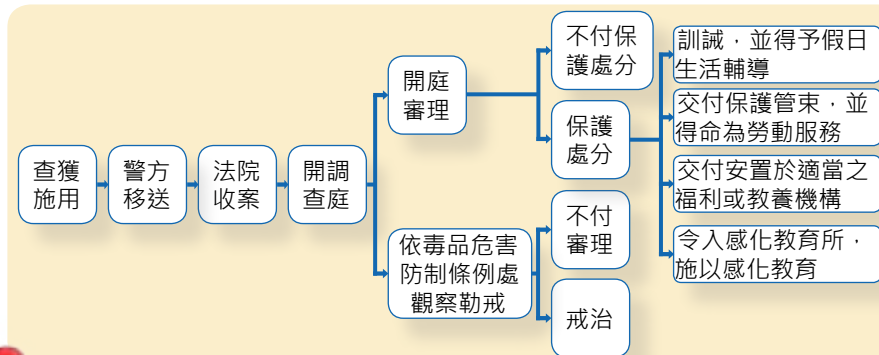 查獲
施用
警方
移送
法院
收案
開調
查庭
開庭
審理
依毒品危害
防制條例處
觀察勒戒
不付保
護處分
保護
處分
不付
審理
戒治
訓誡，並得予假日
生活輔導
交付保護管束，並
得命為勞動服務
交付安置於適當之
福利或教養機構
令入感化教育所，
施以感化教育